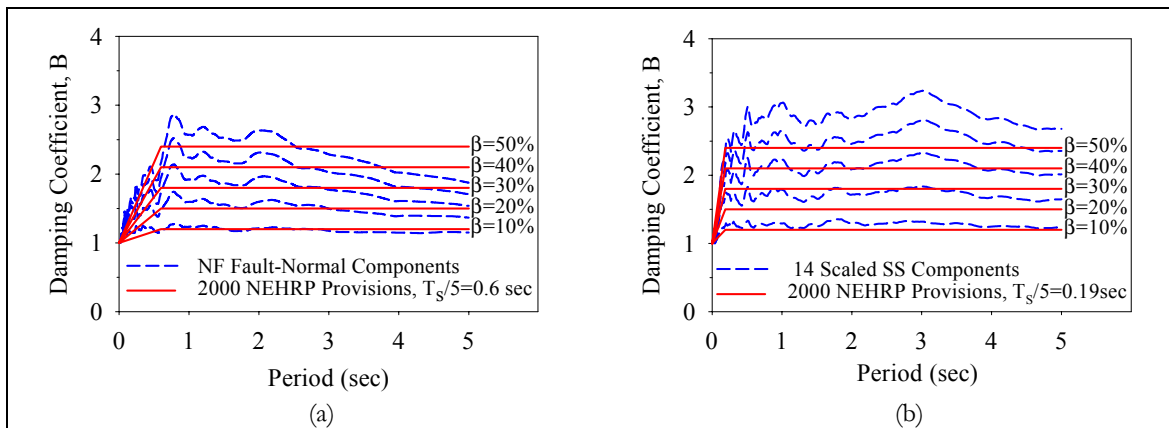 4
3
2
1
0
Damping Coefficient, B
β=50%
β=40%
β=30%
β=20%
β=10%
NF Fault-Normal Components
2000 NEHRP Provisions, T_S/5=0.6 sec
0 1 2 3 4 5
Period (sec)
(a)
4
3
2
1
0
Damping Coefficient, B
β=50%
β=40%
β=30%
β=20%
β=10%
14 Scaled SS Components
2000 NEHRP Provisions, T_S/5=0.19sec
0 1 2 3 4 5
Period (sec)
(b)